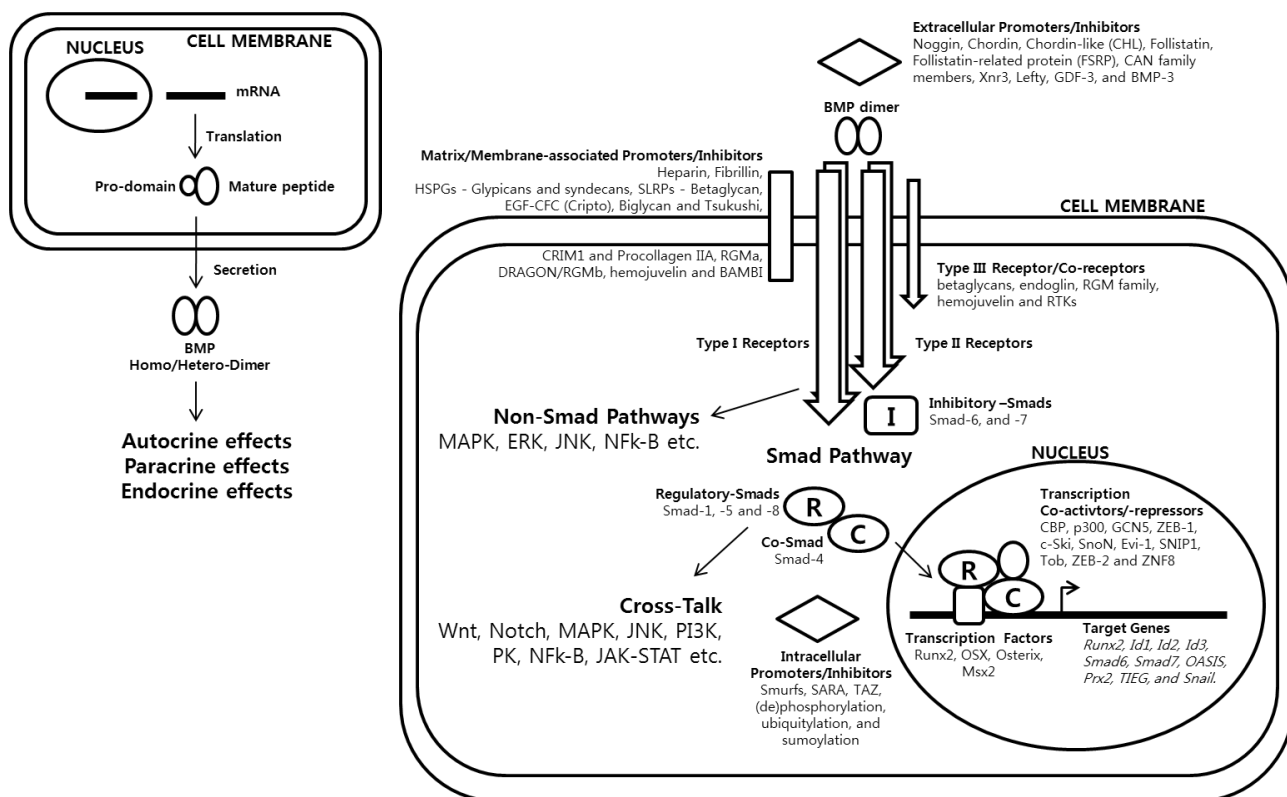 NUCLEUS
CELL MEMBRANE
mRNA
Translation
Pro-domain
Mature peptide
Secretion
BMP
Homo/Hetero-Dimer
Autocrine effects
Paracrine effects
Endocrine effects
Extracellular Promoters/Inhibitors
Noggin, Chordin, Chordin-like (CHL), Follistatin,
Follistatin-related protein (FSRP), CAN family
members, Xnr3, Lefty, GDF-3, and BMP-3
BMP dimer
Matrix/Membrane-associated Promoters/Inhibitors
Heparin, Fibrillin,
HSPGs - Glypicans and syndecans, SLRPs - Betaglycan,
EGF-CFC (Cripto), Biglycan and Tsukushi,
CRIM1 and Procollagen IIA, RGMa,
DRAGON/RGMb, hemojuvelin and BAMBI
CELL MEMBRANE
Type III Receptor/Co-receptors
betaglycans, endoglin, RGM family,
hemojuvelin and RTKs
Type I Receptors
Type II Receptors
Non-Smad Pathways
MAPK, ERK, JNK, NFk-B etc.
I
Inhibitory –Smads
Smad-6, and -7
Smad Pathway
Regulatory-Smads
Smad-1, -5 and -8
R
C
Co-Smad
Smad-4
Cross-Talk
Wnt, Notch, MAPK, JNK, PI3K,
PK, NFk-B, JAK-STAT etc.
Intracellular
Promoters/Inhibitors
Smurfs, SARA, TAZ,
(de)phosphorylation,
ubiquitylation, and
sumoylation
NUCLEUS
Transcription
Co-activtors/-repressors
CBP, p300, GCN5, ZEB-1,
c-Ski, SnoN, Evi-1, SNIP1,
Tob, ZEB-2 and ZNF8
R
C
Transcription Factors
Runx2, OSX, Osterix,
Msx2
Target Genes
Runx2, Id1, Id2, Id3,
Smad6, Smad7, OASIS,
Prx2, TIEG, and Snail.